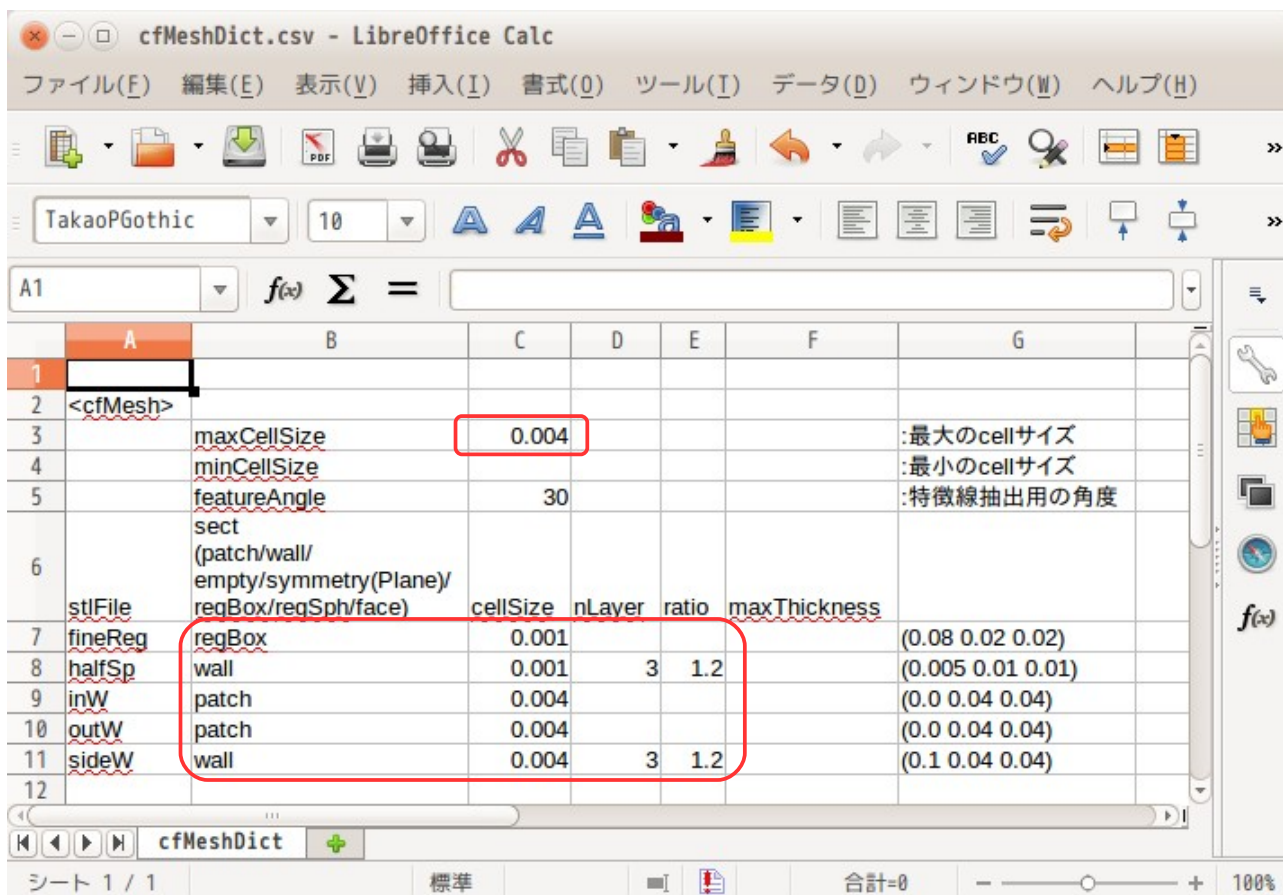 cfMeshDict.csv - LibreOffice Calc
ファイル(F) 編集(E) 表示(V) 挿入(I) 書式(O) ツール(T) データ(D) ウィンドウ(W) ヘルプ(H)
PDF ABC »
TakaoPGothic 10 a »
A1 f(x) Σ =
A B C D E F G
1
2 <cfMesh>
3 maxCellSize 0.004 :最大のcellサイズ
4 minCellSize :最小のcellサイズ
5 featureAngle 30 :特徴線抽出用の角度
sect
(patch/wall/
6 empty/symmetry(Plane)/
stlFile regBox/regSph/face) cellSize nLayer ratio maxThickness
7 fineReg regBox 0.001 (0.08 0.02 0.02)
8 halfSp wall 0.001 3 1.2 (0.005 0.01 0.01)
9 inW patch 0.004 (0.0 0.04 0.04)
10 outW patch 0.004 (0.0 0.04 0.04)
11 sideW wall 0.004 3 1.2 (0.1 0.04 0.04)
12
cfMeshDict
シート 1 / 1 標準 合計=0 100%
f(x)